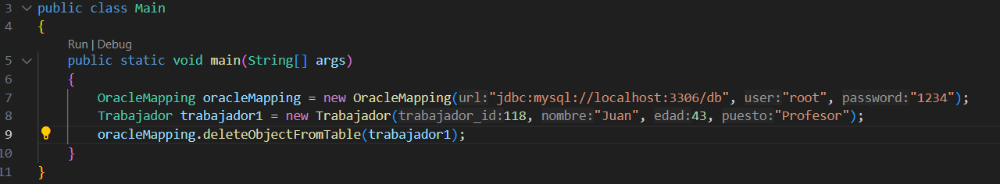 3 public class Main
4 {
Run | Debug
5 public static void main(String[] args)
6 {
7 OracleMapping oracleMapping = new OracleMapping(url:"jdbc:mysql://localhost:3306/db", user:"root", password:"1234");
8 Trabajador trabajador1 = new Trabajador(trabajador_id:118, nombre:"Juan", edad:43, puesto:"Profesor");
9 oracleMapping.deleteObjectFromTable(trabajador1);
10 }
11 }